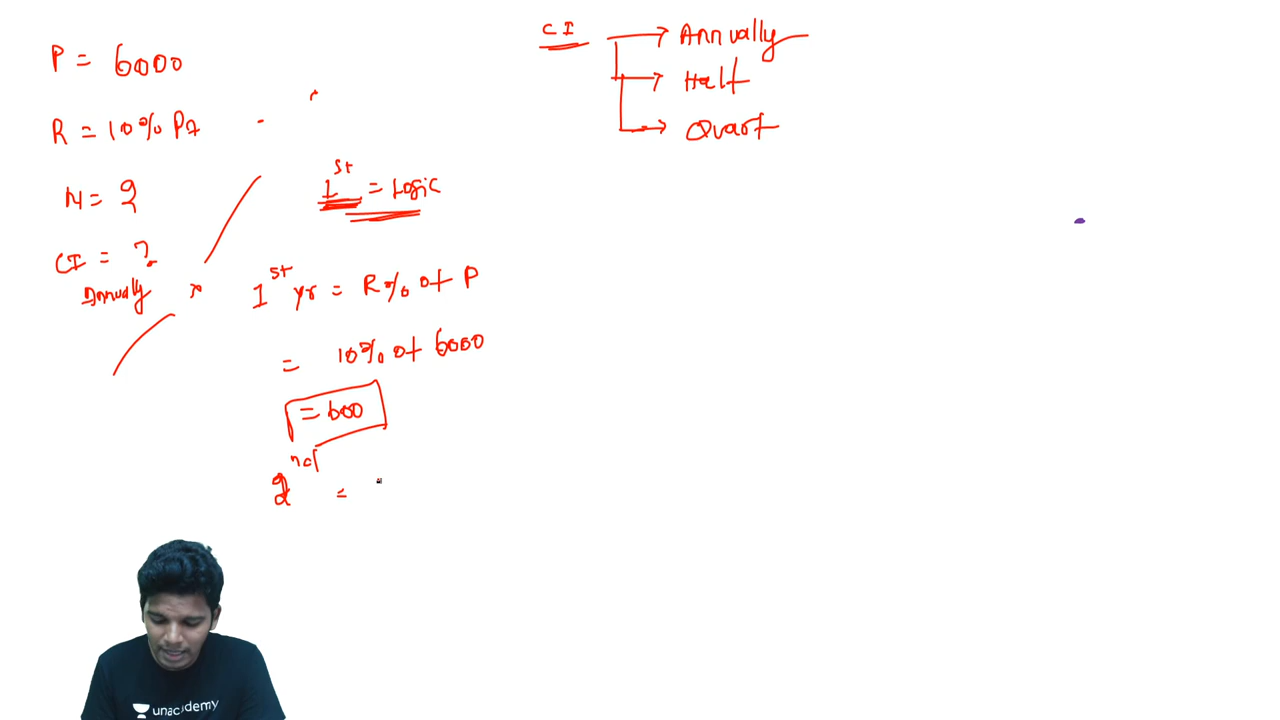 P = 6000
R = 10% PA
N = 2
CI = ?
Annually
1st = Logic
1st yr = R% of P
= 10% of 6000
= 600
2nd =
CI
Annually
Half
Quart
unacademy